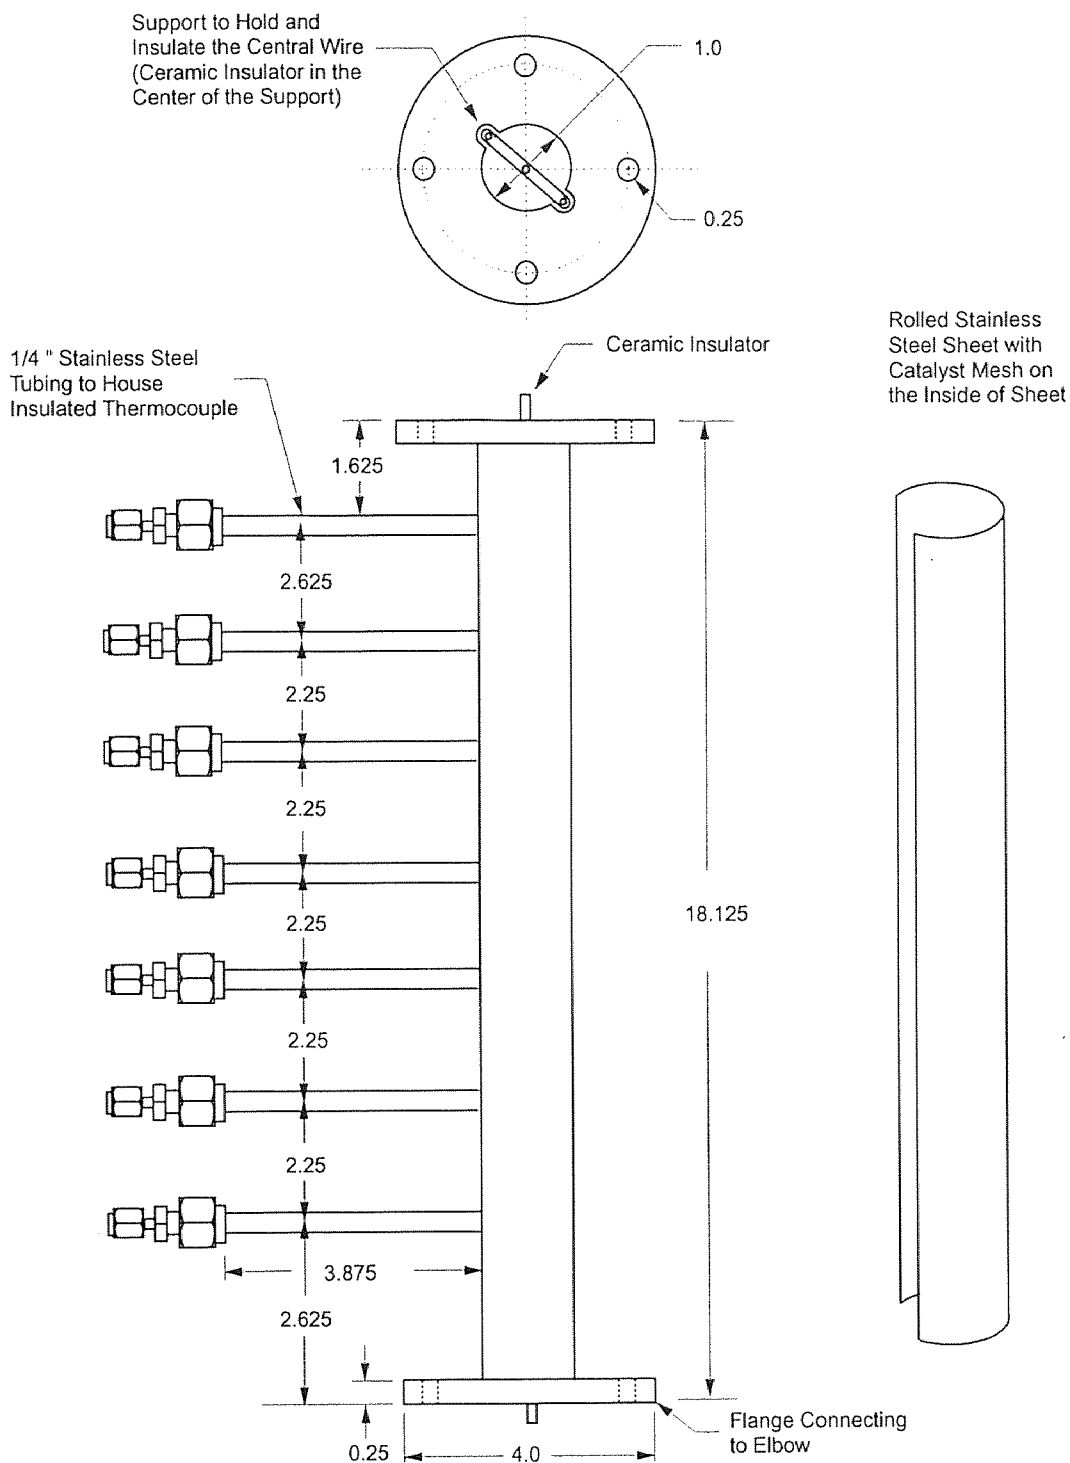 Support to Hold and
Insulate the Central Wire
(Ceramic Insulator in the
Center of the Support)
1.0
0.25
Rolled Stainless
Steel Sheet with
Catalyst Mesh on
the Inside of Sheet
Ceramic Insulator
1/4 " Stainless Steel
Tubing to House
Insulated Thermocouple
1.625
2.625
2.25
2.25
2.25
18.125
2.25
2.25
3.875
2.625
0.25
4.0
Flange Connecting
to Elbow